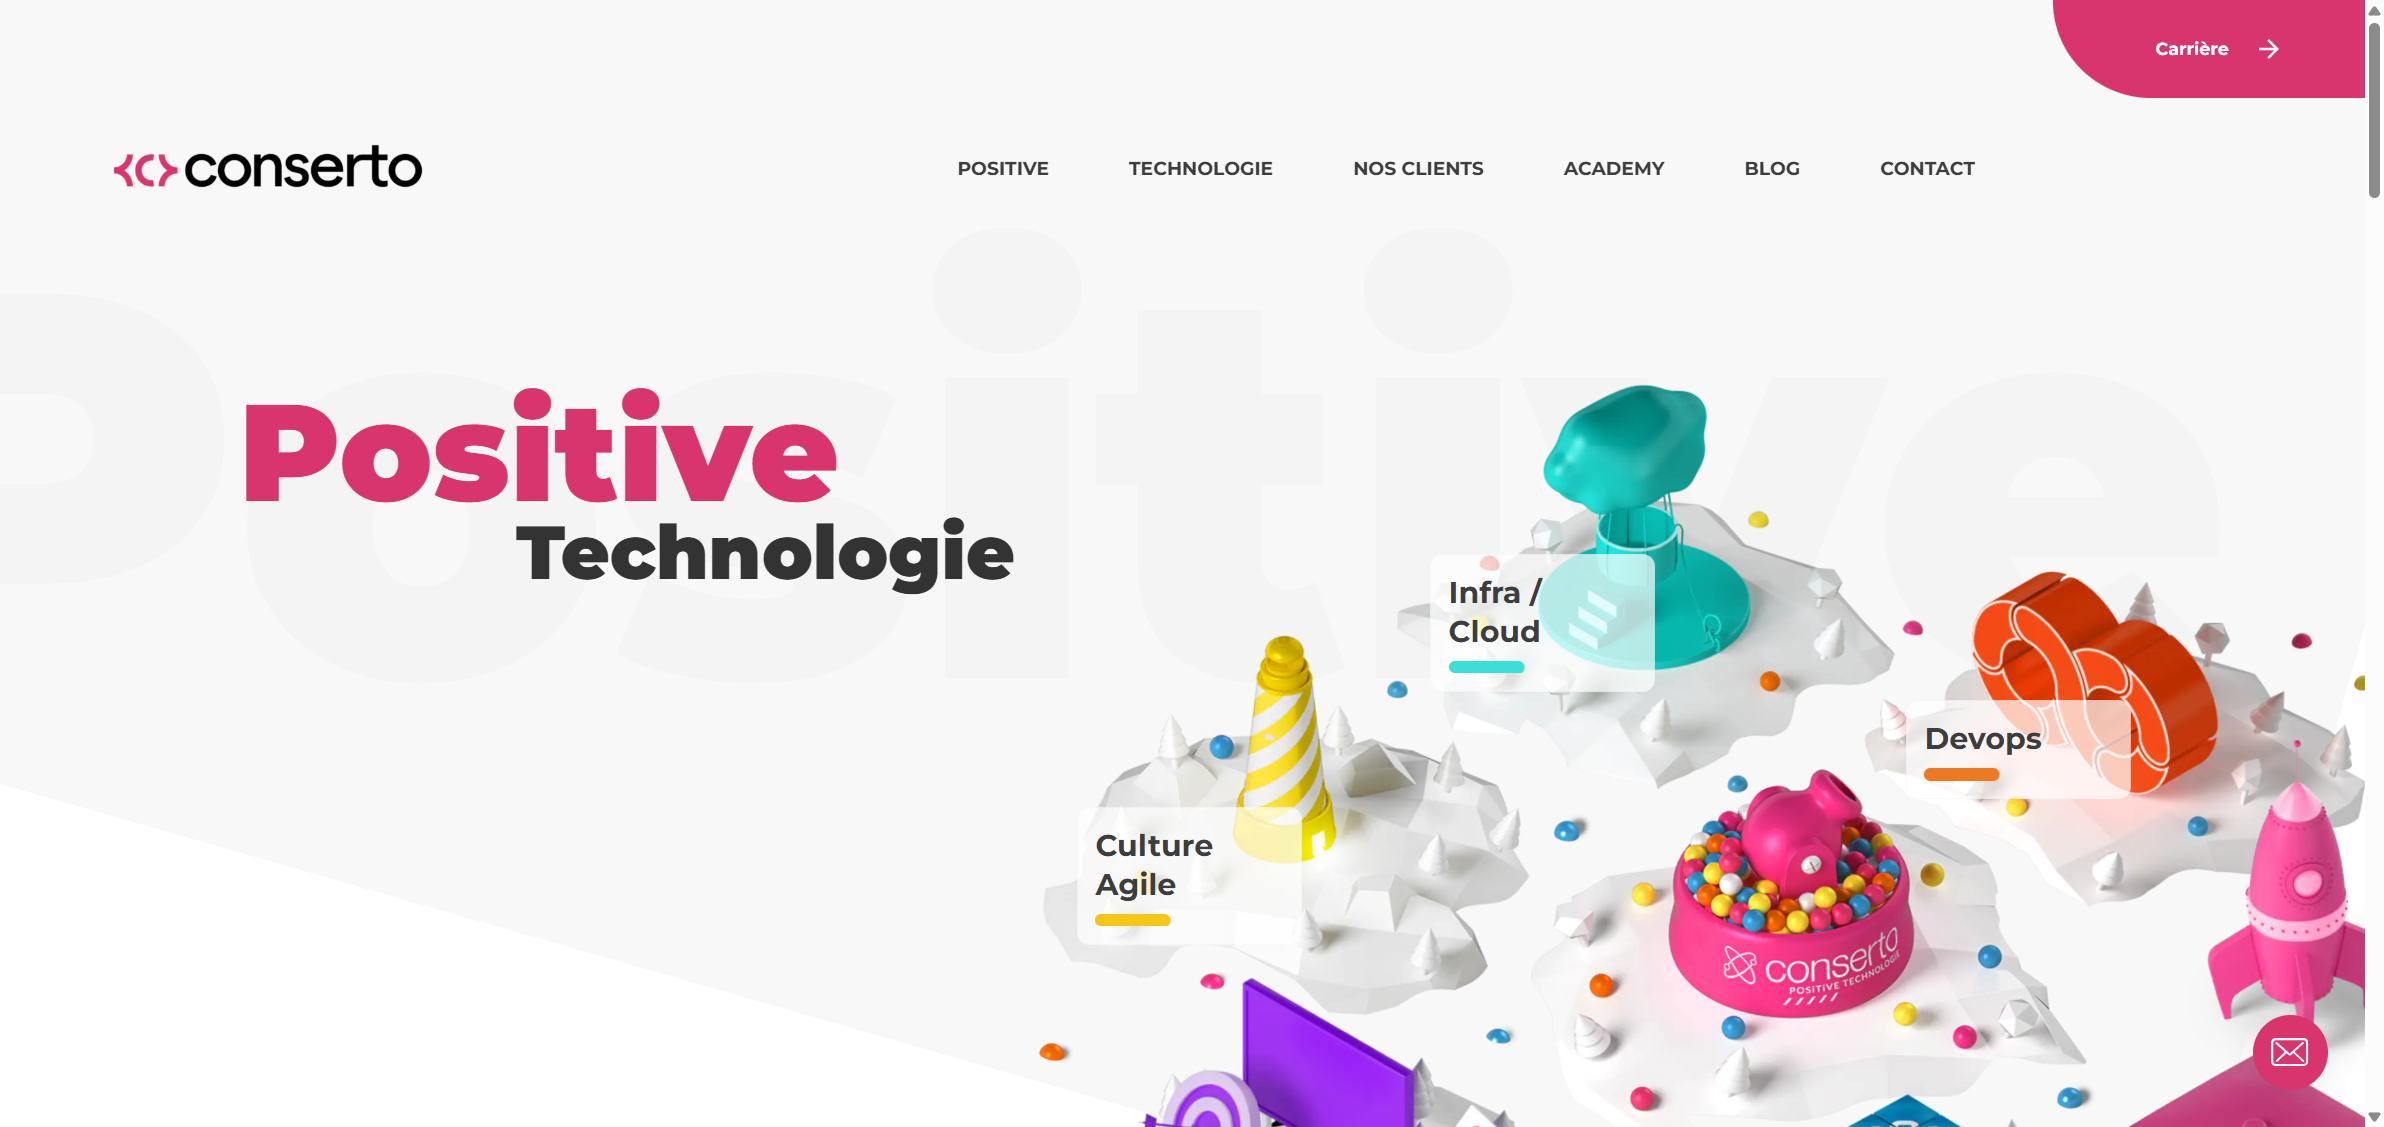 Carrière
conserto
POSITIVE
TECHNOLOGIE
NOS CLIENTS
ACADEMY
BLOG
CONTACT
Positive
Positive
Technologie
Infra /
Cloud
Devops
Culture
Agile
conserto
POSITIVE TECHNOLOGIE